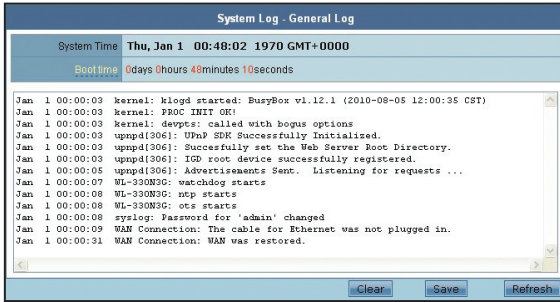 System Log - General Log
System Time Thu, Jan 1 00:48:02 1970 GMT+0000
Boot time 0days 0hours 48minutes 10seconds
Jan 1 00:00:03 kernel: klogd started: BusyBox v1.12.1 (2010-08-05 12:00:35 CST)
Jan 1 00:00:03 kernel: PROC INIT OK!
Jan 1 00:00:03 kernel: devpts: called with bogus options
Jan 1 00:00:03 upnpd[306]: UPnP SDK Successfully Initialized.
Jan 1 00:00:03 upnpd[306]: Succesfully set the Web Server Root Directory.
Jan 1 00:00:03 upnpd[306]: IGD root device successfully registered.
Jan 1 00:00:05 upnpd[306]: Advertisements Sent. Listening for requests ...
Jan 1 00:00:07 WL-330N3G: watchdog starts
Jan 1 00:00:08 WL-330N3G: ntp starts
Jan 1 00:00:08 WL-330N3G: ots starts
Jan 1 00:00:08 syslog: Password for 'admin' changed
Jan 1 00:00:09 WAN Connection: The cable for Ethernet was not plugged in.
Jan 1 00:00:31 WAN Connection: WAN was restored.
Clear Save Refresh